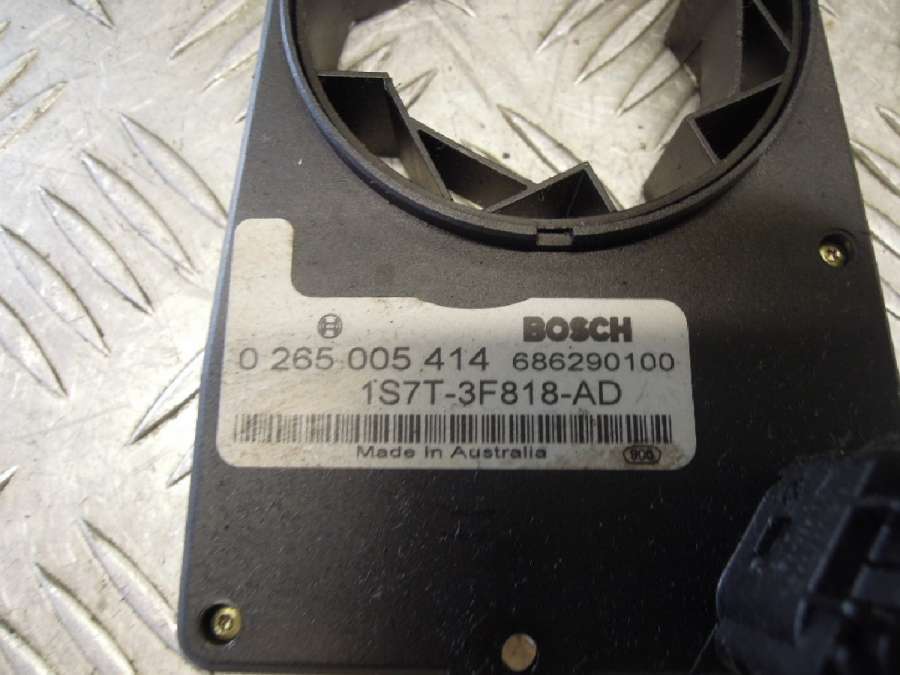 BOSCH
0 265 005 414 686290100
1S7T-3F818-AD
Made In Australia